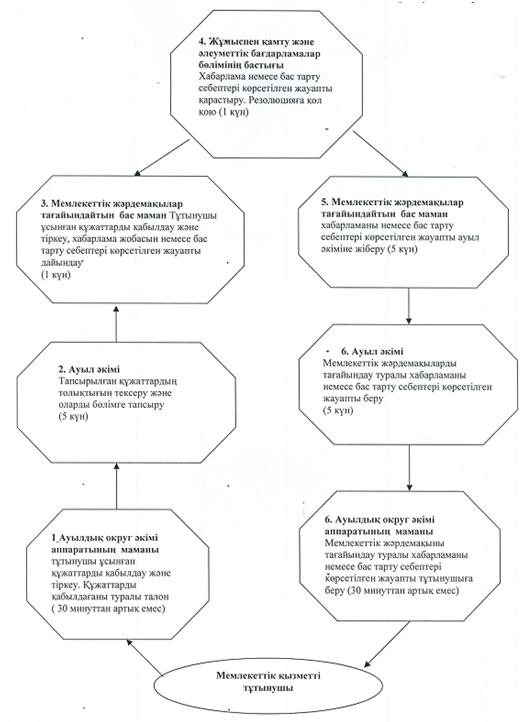 4. Жұмыспен қамту және
әлеуметтік бағдарламалар
бөлімінің бастығы
Хабарлама немесе бас тарту
себептері көрсетілген жауапты
қарастыру. Резолюцияға қол
қою (1 күн)
3. Мемлекеттік жәрдемақылар
тағайындайтын бас маман Тұтынушы
ұсынған құжаттарды қабылдау және
тіркеу, хабарлама жобасын немесе бас
тарту себептері көрсетілген жауапты
дайындау
(1 күн)
5. Мемлекеттік жәрдемақылар
тағайындайтын бас маман
хабарламаны немесе бас тарту
себептері көрсетілген жауапты ауыл
әкіміне жіберу (5 күн)
2. Ауыл әкімі
Тапсырылған құжаттардың
толықтығын тексеру және
оларды бөлімге тапсыру
(5 күн)
6. Ауыл әкімі
Мемлекеттік жәрдемақыларды
тағайындау туралы хабарламаны
немесе бас тарту себептері көрсетілген
жауапты беру
(5 күн)
1 Ауылдық округ әкімі
аппаратының маманы
тұтынушы ұсынған
құжаттарды қабылдау және
тіркеу. Құжаттарды
қабылдағаны туралы талон
( 30 минуттан артық емес)
6. Ауылдық округ әкімі
аппаратының маманы
Мемлекеттік жәрдемақыны
тағайындау туралы хабарламаны
немесе бас тарту себептері
көрсетілген жауапты тұтынушыға
беру (30 минуттан артық емес)
Мемлекеттік қызметті
тұтынушы